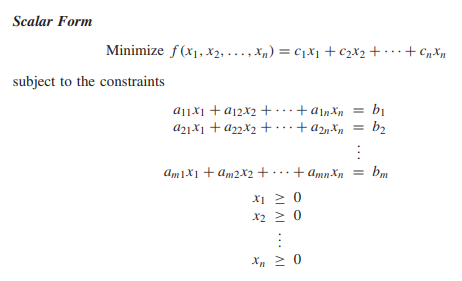 Scalar Form
Minimize f(x₁, x₂, . . . , xₙ) = c₁x₁ + c₂x₂ + · · · + cₙxₙ
subject to the constraints
a₁₁x₁ + a₁₂x₂ + · · · + a₁ₙxₙ = b₁
a₂₁x₁ + a₂₂x₂ + · · · + a₂ₙxₙ = b₂
⋮
aₘ₁x₁ + aₘ₂x₂ + · · · + aₘₙxₙ = bₘ
x₁ ≥ 0
x₂ ≥ 0
⋮
xₙ ≥ 0